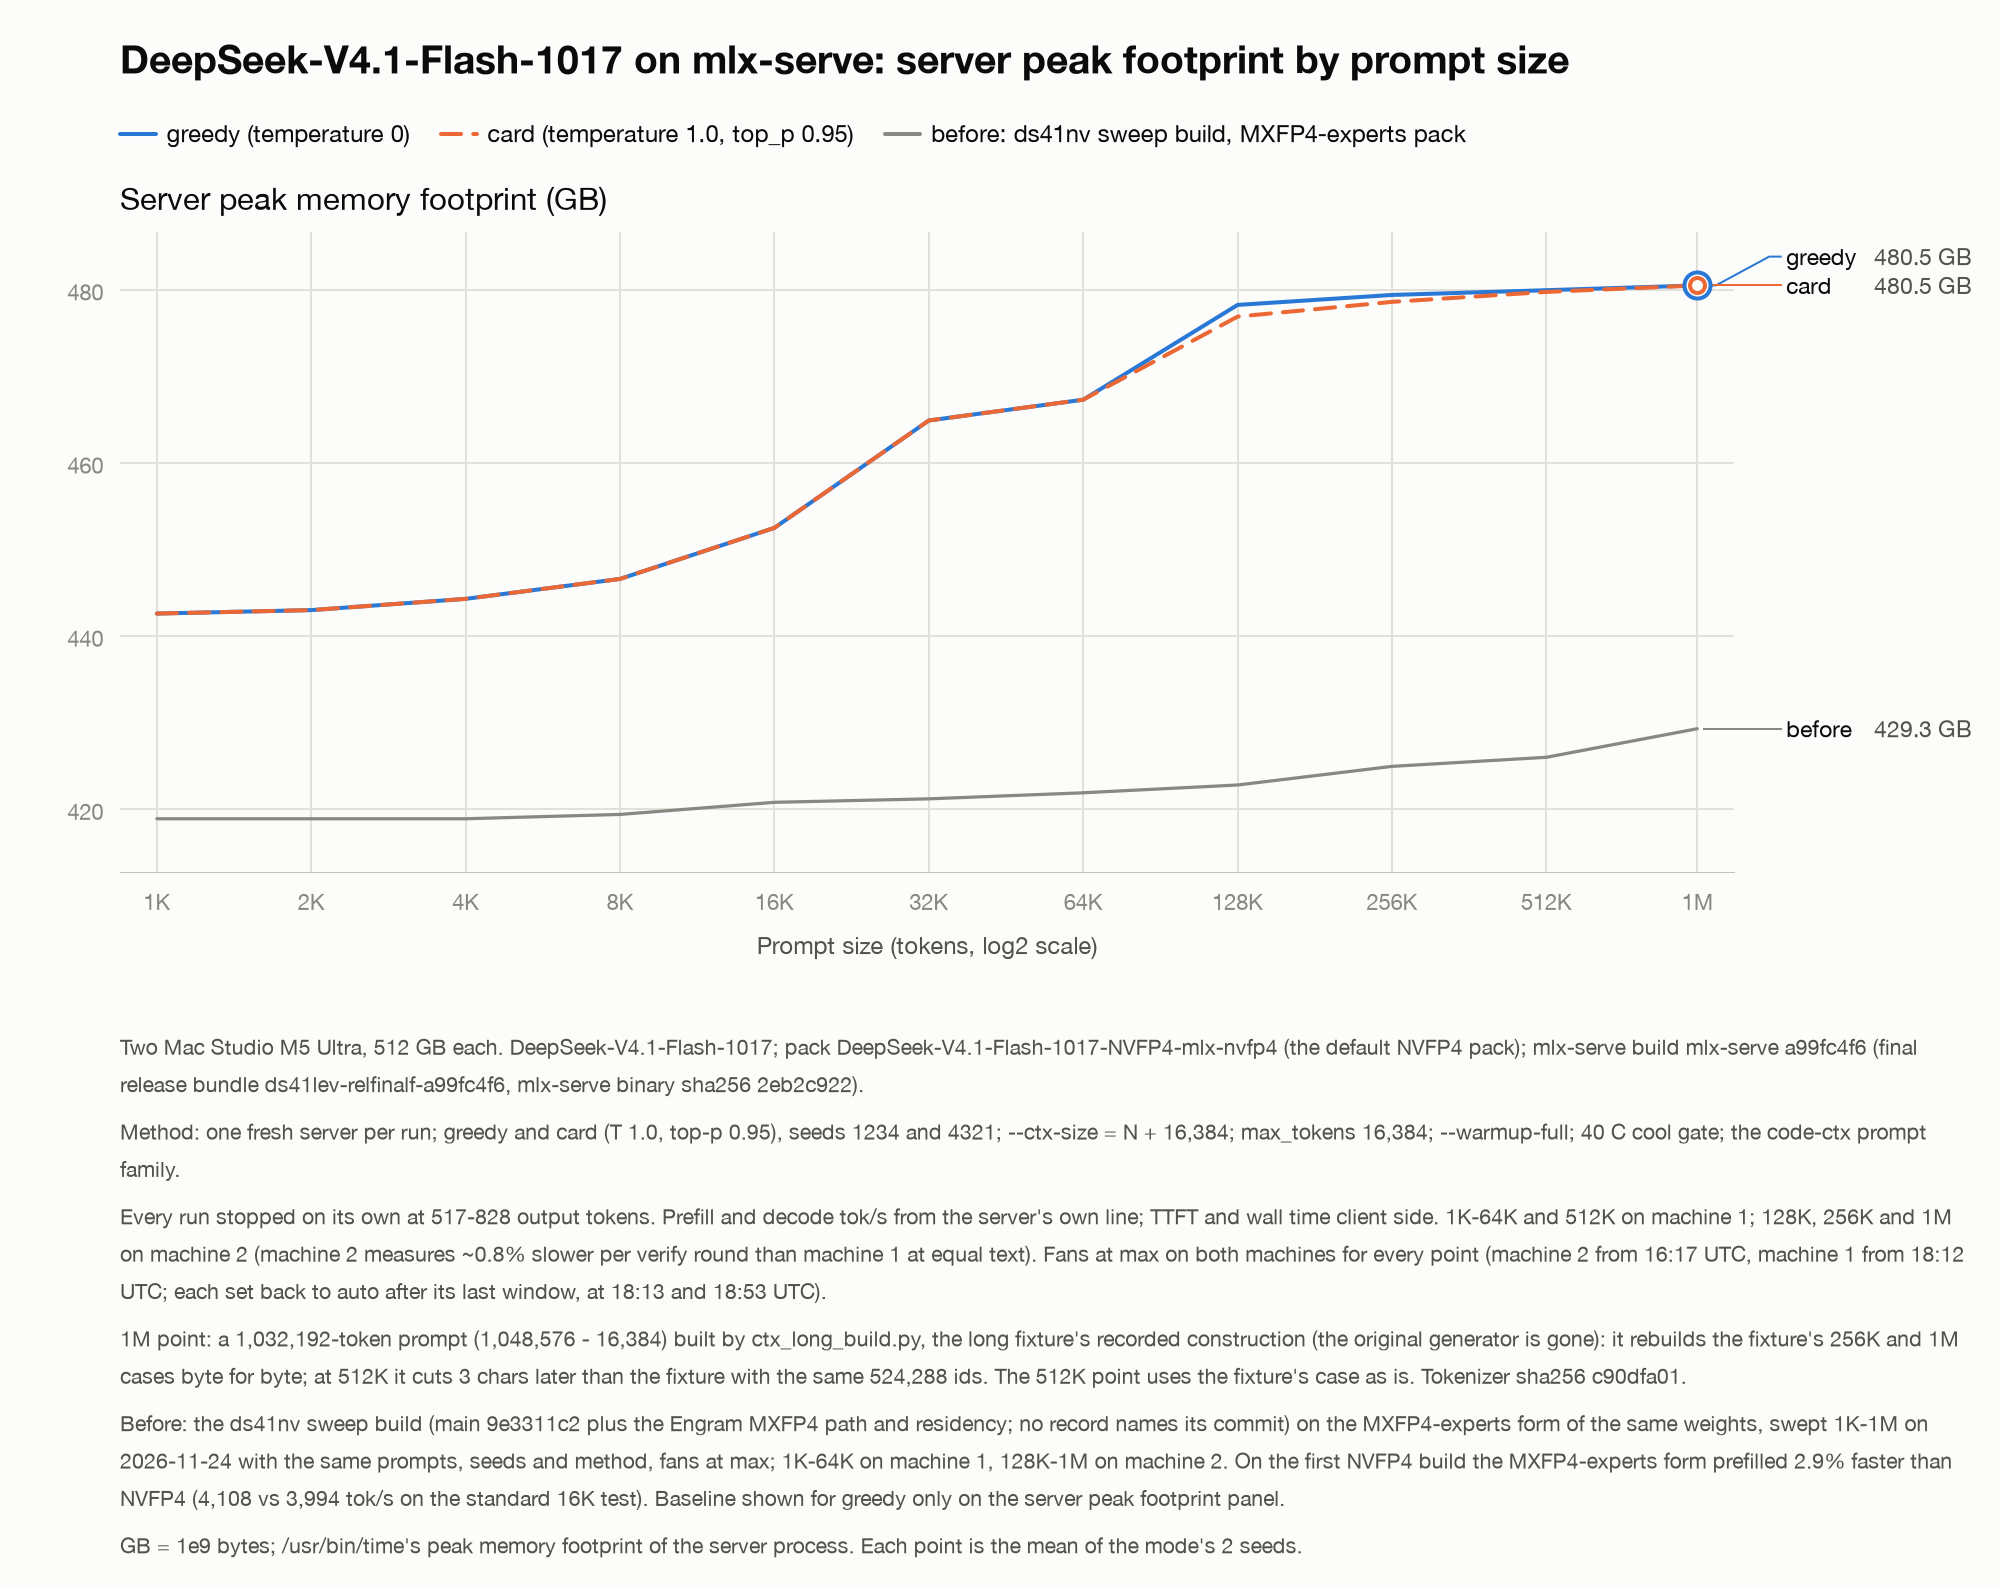 DeepSeek-V4.1-Flash-1017 on mlx-serve: server peak footprint by prompt size
greedy (temperature 0) card (temperature 1.0, top_p 0.95) before: ds41nv sweep build, MXFP4-experts pack
Server peak memory footprint (GB)
greedy 480.5 GB
card 480.5 GB
480
460
440
before 429.3 GB
420
1K 2K 4K 8K 16K 32K 64K 128K 256K 512K 1M
Prompt size (tokens, log2 scale)
Two Mac Studio M5 Ultra, 512 GB each. DeepSeek-V4.1-Flash-1017; pack DeepSeek-V4.1-Flash-1017-NVFP4-mlx-nvfp4 (the default NVFP4 pack); mlx-serve build mlx-serve a99fc4f6 (final
release bundle ds41lev-relfinalf-a99fc4f6, mlx-serve binary sha256 2eb2c922).
Method: one fresh server per run; greedy and card (T 1.0, top-p 0.95), seeds 1234 and 4321; --ctx-size = N + 16,384; max_tokens 16,384; --warmup-full; 40 C cool gate; the code-ctx prompt
family.
Every run stopped on its own at 517-828 output tokens. Prefill and decode tok/s from the server's own line; TTFT and wall time client side. 1K-64K and 512K on machine 1; 128K, 256K and 1M
on machine 2 (machine 2 measures ~0.8% slower per verify round than machine 1 at equal text). Fans at max on both machines for every point (machine 2 from 16:17 UTC, machine 1 from 18:12
UTC; each set back to auto after its last window, at 18:13 and 18:53 UTC).
1M point: a 1,032,192-token prompt (1,048,576 - 16,384) built by ctx_long_build.py, the long fixture's recorded construction (the original generator is gone): it rebuilds the fixture's 256K and 1M
cases byte for byte; at 512K it cuts 3 chars later than the fixture with the same 524,288 ids. The 512K point uses the fixture's case as is. Tokenizer sha256 c90dfa01.
Before: the ds41nv sweep build (main 9e3311c2 plus the Engram MXFP4 path and residency; no record names its commit) on the MXFP4-experts form of the same weights, swept 1K-1M on
2026-11-24 with the same prompts, seeds and method, fans at max; 1K-64K on machine 1, 128K-1M on machine 2. On the first NVFP4 build the MXFP4-experts form prefilled 2.9% faster than
NVFP4 (4,108 vs 3,994 tok/s on the standard 16K test). Baseline shown for greedy only on the server peak footprint panel.
GB = 1e9 bytes; /usr/bin/time's peak memory footprint of the server process. Each point is the mean of the mode's 2 seeds.